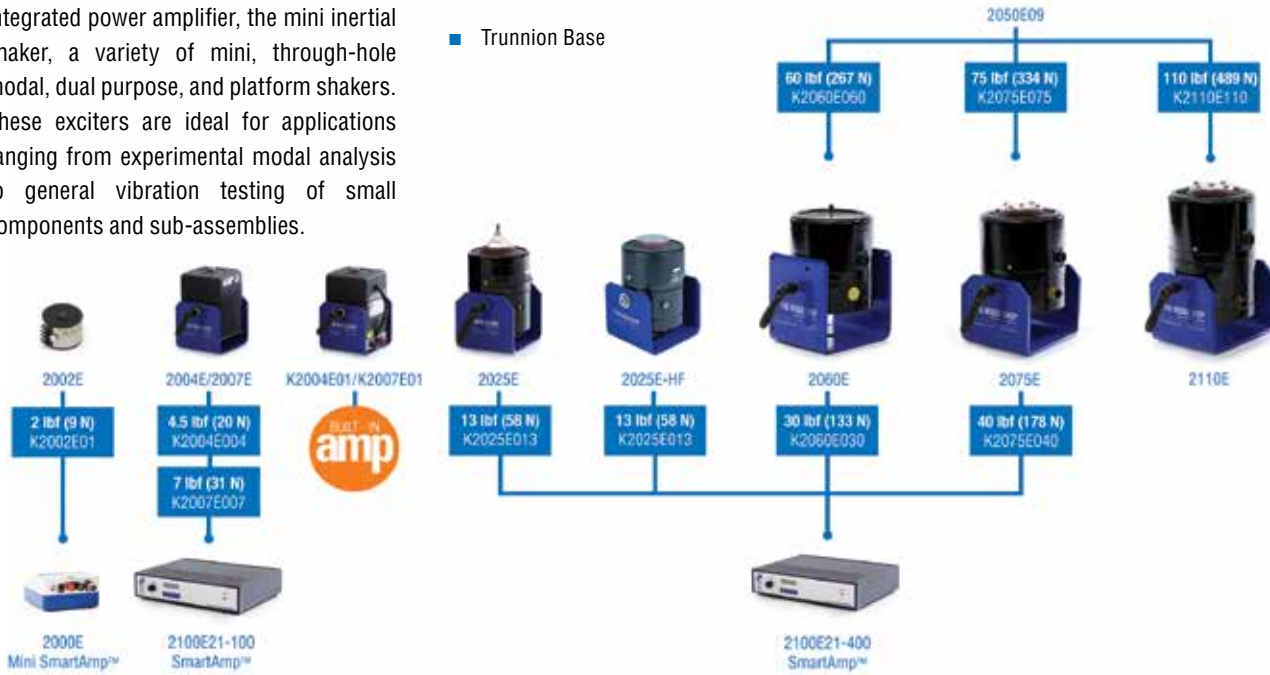 ntegrated power amplifier, the mini inertial
haker, a variety of mini, through-hole
nodal, dual purpose, and platform shakers.
hese exciters are ideal for applications
anging from experimental modal analysis
o general vibration testing of small
omponents and sub-assemblies.
■ Trunnion Base
2050E09
60 lbf (267 N)
K2060E060
75 lbf (334 N)
K2075E075
110 lbf (489 N)
K2110E110
2002E
2004E/2007E
K2004E01/K2007E01
2025E
2025E-HF
2060E
2075E
2110E
2 lbf (9 N)
K2002E01
4.5 lbf (20 N)
K2004E004
7 lbf (31 N)
K2007E007
BUILT-IN
amp
13 lbf (58 N)
K2025E013
13 lbf (58 N)
K2025E013
30 lbf (133 N)
K2060E030
40 lbf (178 N)
K2075E040
2000E
Mini SmartAmp™
2100E21-100
SmartAmp™
2100E21-400
SmartAmp™